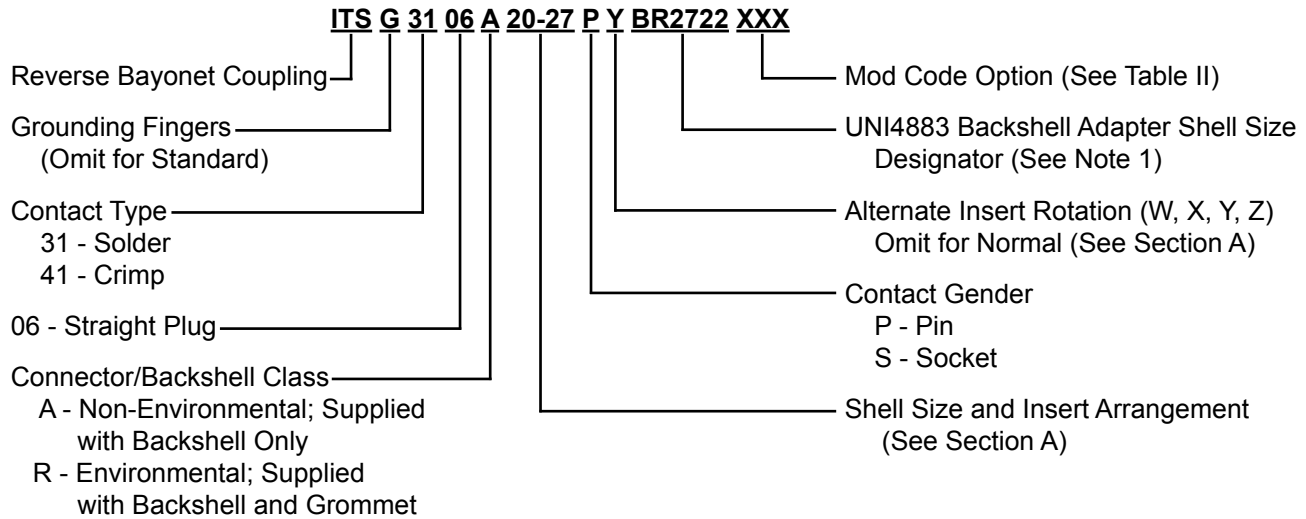 ITS G 31 06 A 20-27 P Y BR2722 XXX
Reverse Bayonet Coupling
Grounding Fingers
(Omit for Standard)
Contact Type
31 - Solder
41 - Crimp
06 - Straight Plug
Connector/Backshell Class
A - Non-Environmental; Supplied
with Backshell Only
R - Environmental; Supplied
with Backshell and Grommet
Mod Code Option (See Table II)
UNI4883 Backshell Adapter Shell Size
Designator (See Note 1)
Alternate Insert Rotation (W, X, Y, Z)
Omit for Normal (See Section A)
Contact Gender
P - Pin
S - Socket
Shell Size and Insert Arrangement
(See Section A)